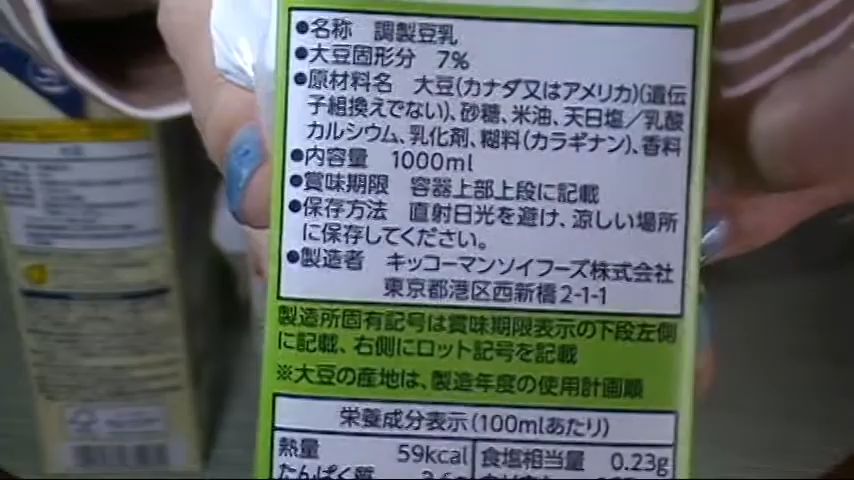 ●名称　調製豆乳
●大豆固形分　7%
●原材料名　大豆(カナダ又はアメリカ)(遺伝
子組換えでない)、砂糖、米油、天日塩／乳酸
カルシウム、乳化剤、糊料(カラギナン)、香料
●内容量　1000ml
●賞味期限　容器上部上段に記載
●保存方法　直射日光を避け、涼しい場所
に保存してください。
●製造者　キッコーマンソイフーズ株式会社
東京都港区西新橋2-1-1
製造所固有記号は賞味期限表示の下段左側
に記載、右側にロット記号を記載
※大豆の産地は、製造年度の使用計画順
栄養成分表示(100mlあたり)
熱量　59kcal　食塩相当量　0.23g
たんぱく質